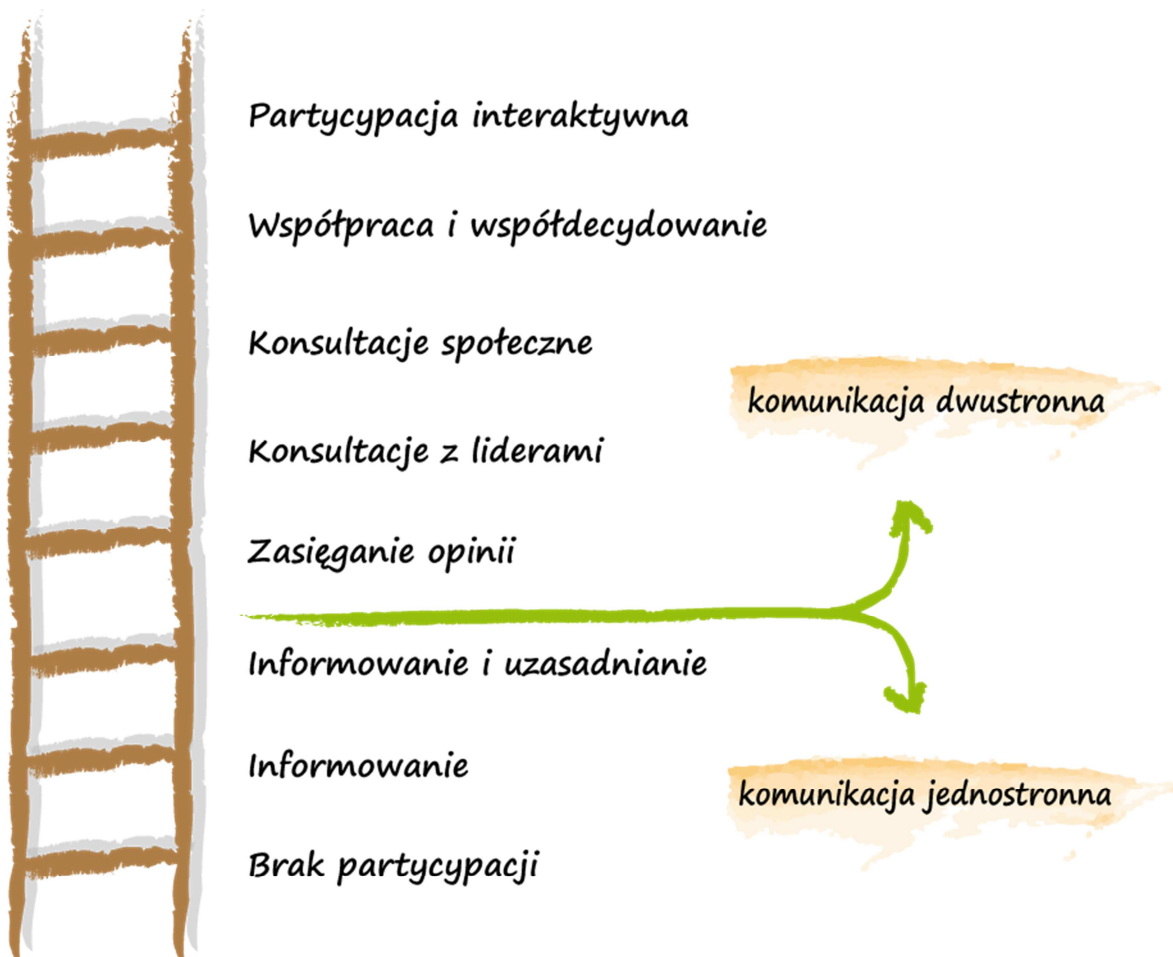 Partycypacja interaktywna
Współpraca i współdecydowanie
Konsultacje społeczne
komunikacja dwustronna
Konsultacje z liderami
Zasięganie opinii
Informowanie i uzasadnianie
Informowanie
komunikacja jednostronna
Brak partycypacji